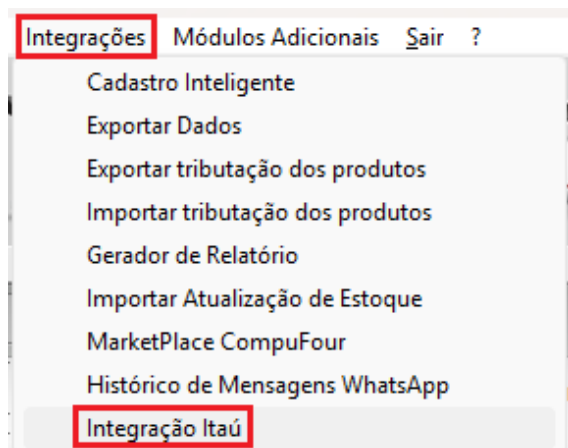 Integrações Módulos Adicionais Sair ?
Cadastro Inteligente
Exportar Dados
Exportar tributação dos produtos
Importar tributação dos produtos
Gerador de Relatório
Importar Atualização de Estoque
MarketPlace CompuFour
Histórico de Mensagens WhatsApp
Integração Itaú